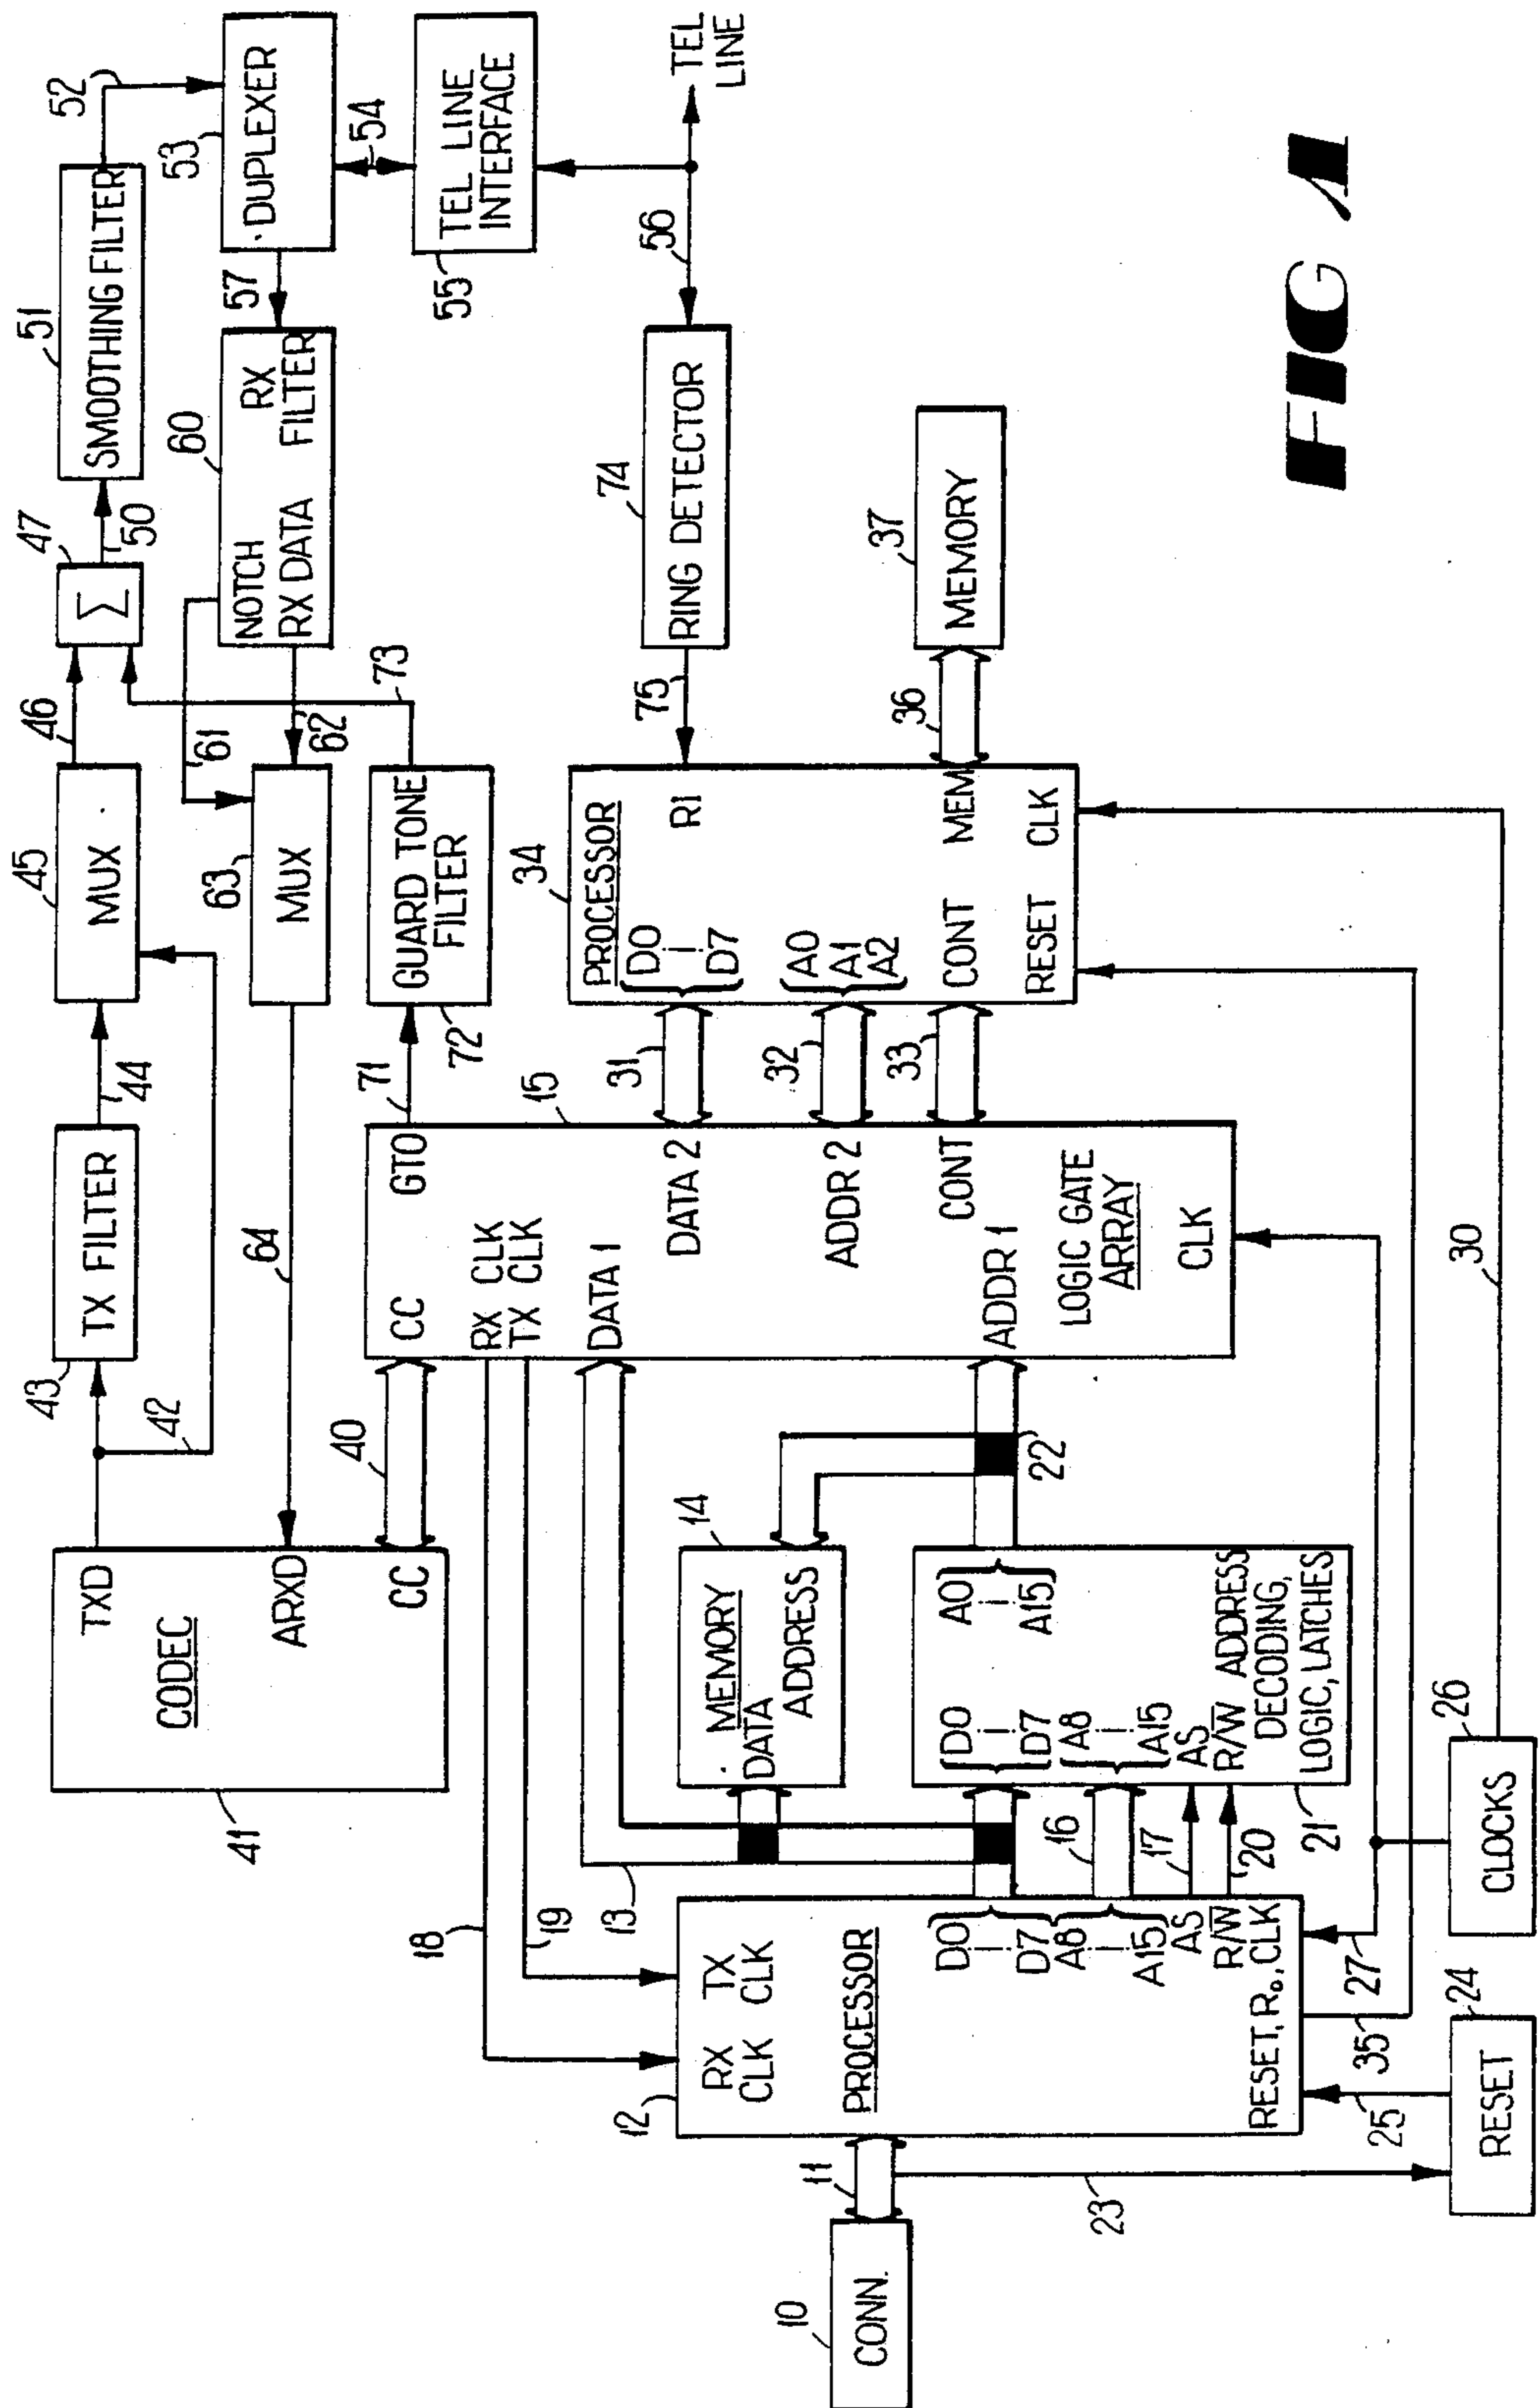 51
52
SMOOTHING FILTER
53
DUPLEXER
54
TEL LINE
INTERFACE
55
TEL
LINE
56
57
47
Σ
50
60
NOTCH RX
RX DATA FILTER
46
45
MUX
61
62
63
MUX
73
44
43
TX FILTER
42
64
GUARD TONE
FILTER
72
71
74
RING DETECTOR
75
37
MEMORY
36
34
PROCESSOR
D0
D7
RI
A0
A1
A2
CONT MEM
RESET CLK
31
32
33
15
CC GTO
RX CLK
TX CLK
DATA 1
DATA 2
ADDR 2
CONT
ADDR 1
LOGIC GATE
ARRAY
CLK
30
TXD
CODEC
ARXD
CC
41
40
14
MEMORY
DATA
ADDRESS
22
D0
D7
A0
A15
A8
A15
AS
R/W̅ ADDRESS
DECODING,
LOGIC, LATCHES
21
16
17
20
18
19
13
12
RX
CLK
TX
CLK
PROCESSOR
D0
D7
A8
A15
AS
R/W̅
RESET, R₀, CLK
10
CONN.
11
23
24
RESET
25
35
27
26
CLOCKS
FIG A